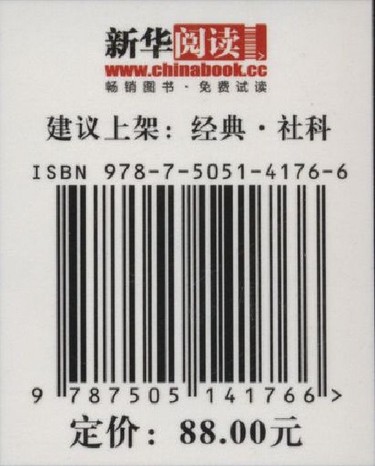 新华阅读
www.chinabook.cc
畅销图书·免费试读
建议上架：经典·社科
ISBN 978-7-5051-4176-6
9 787505 141766 >
定价：88.00元